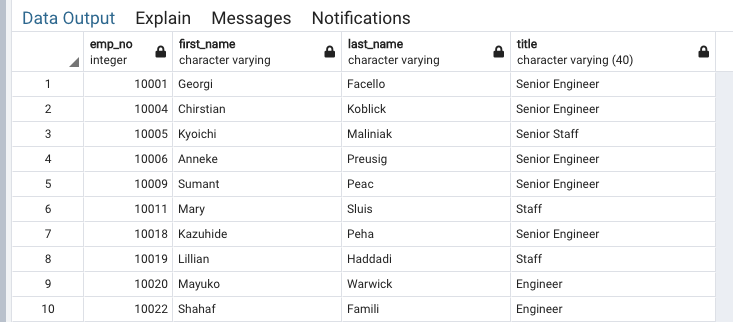 Data Output Explain Messages Notifications
emp_no first_name last_name title
integer character varying character varying character varying (40)
1 10001 Georgi Facello Senior Engineer
2 10004 Chirstian Koblick Senior Engineer
3 10005 Kyoichi Maliniak Senior Staff
4 10006 Anneke Preusig Senior Engineer
5 10009 Sumant Peac Senior Engineer
6 10011 Mary Sluis Staff
7 10018 Kazuhide Peha Senior Engineer
8 10019 Lillian Haddadi Staff
9 10020 Mayuko Warwick Engineer
10 10022 Shahaf Famili Engineer